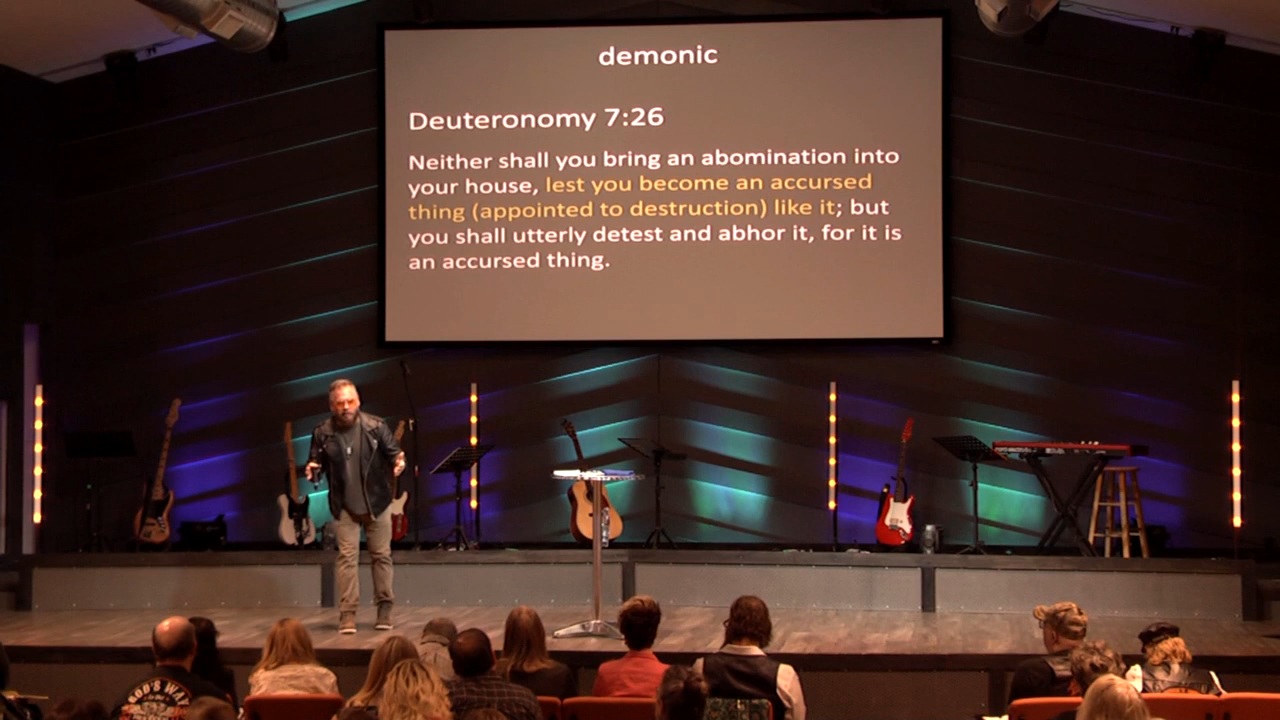 demonic
Deuteronomy 7:26
Neither shall you bring an abomination into
your house, lest you become an accursed
thing (appointed to destruction) like it; but
you shall utterly detest and abhor it, for it is
an accursed thing.
GOD'S WAY